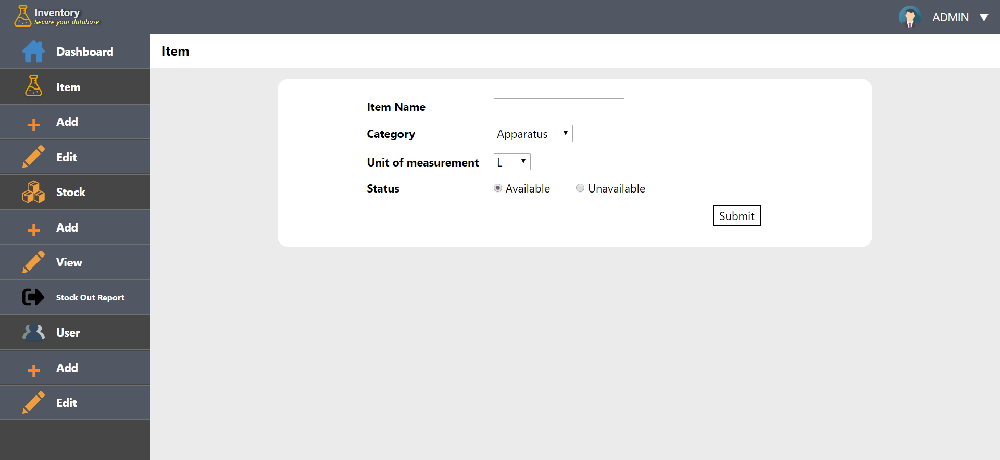 Inventory
Secure your database
ADMIN ▼
Dashboard
Item
Add
Edit
Stock
Add
View
Stock Out Report
User
Add
Edit
Item
Item Name
Category Apparatus
Unit of measurement L
Status Available Unavailable
Submit